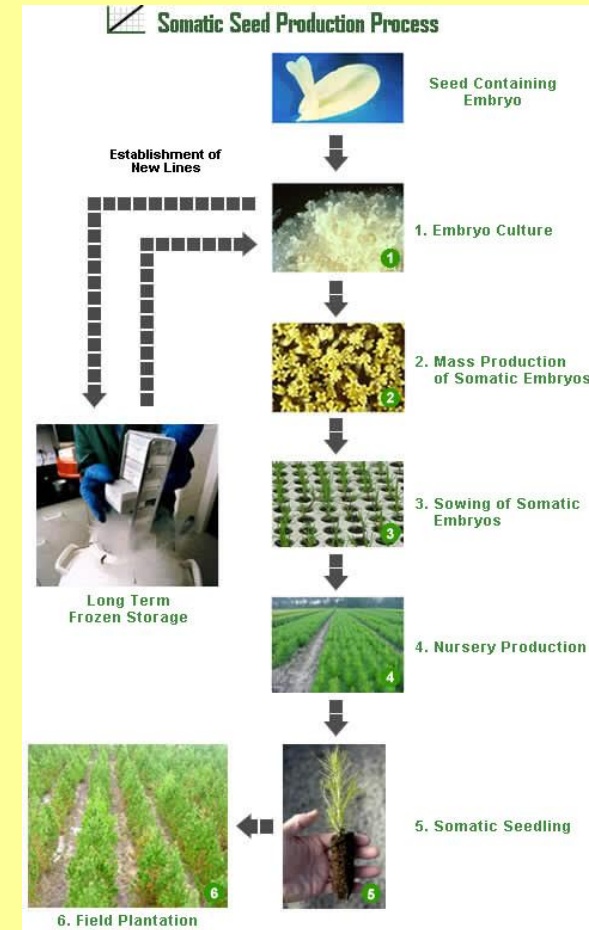 Somatic Seed Production Process
Seed Containing
Embryo
Establishment of
New Lines
1
1. Embryo Culture
2
2. Mass Production
of Somatic Embryos
3
3. Sowing of Somatic
Embryos
Long Term
Frozen Storage
4
4. Nursery Production
5
5. Somatic Seedling
6
6. Field Plantation